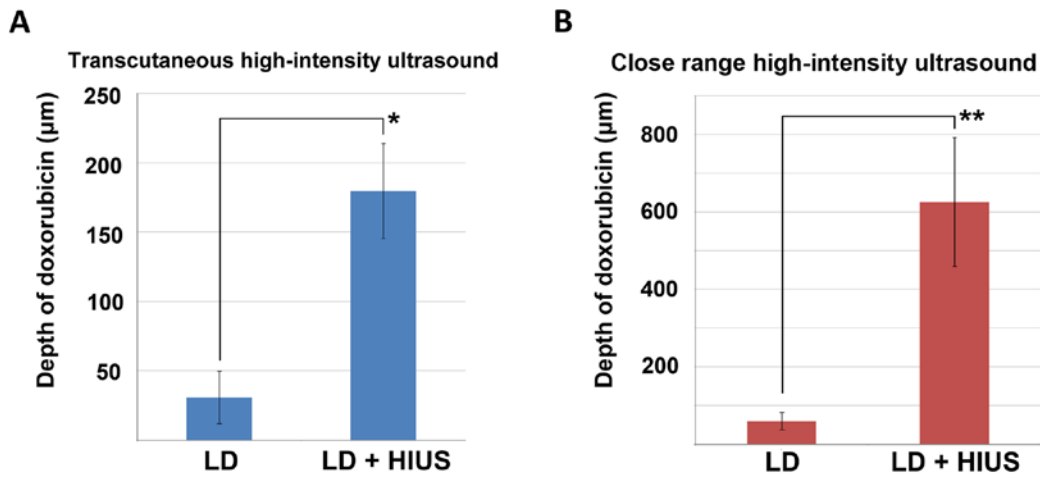 A
Transcutaneous high-intensity ultrasound
Depth of doxorubicin (µm)
250
200
150
100
50
*
LD
LD + HIUS
B
Close range high-intensity ultrasound
Depth of doxorubicin (µm)
800
600
400
200
**
LD
LD + HIUS